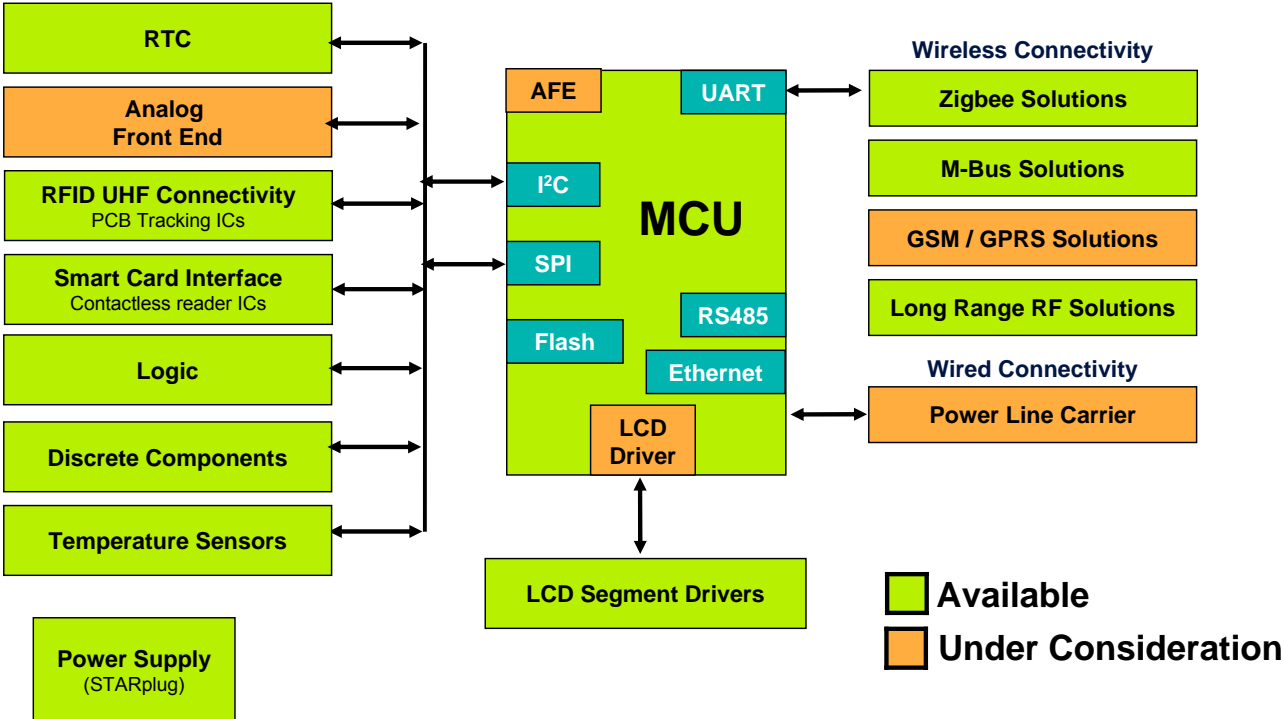 RTC
Analog
Front End
RFID UHF Connectivity
PCB Tracking ICs
Smart Card Interface
Contactless reader ICs
Logic
Discrete Components
Temperature Sensors
Power Supply
(STARplug)
AFE
UART
I²C
MCU
SPI
RS485
Flash
Ethernet
LCD
Driver
LCD Segment Drivers
Wireless Connectivity
Zigbee Solutions
M-Bus Solutions
GSM / GPRS Solutions
Long Range RF Solutions
Wired Connectivity
Power Line Carrier
Available
Under Consideration